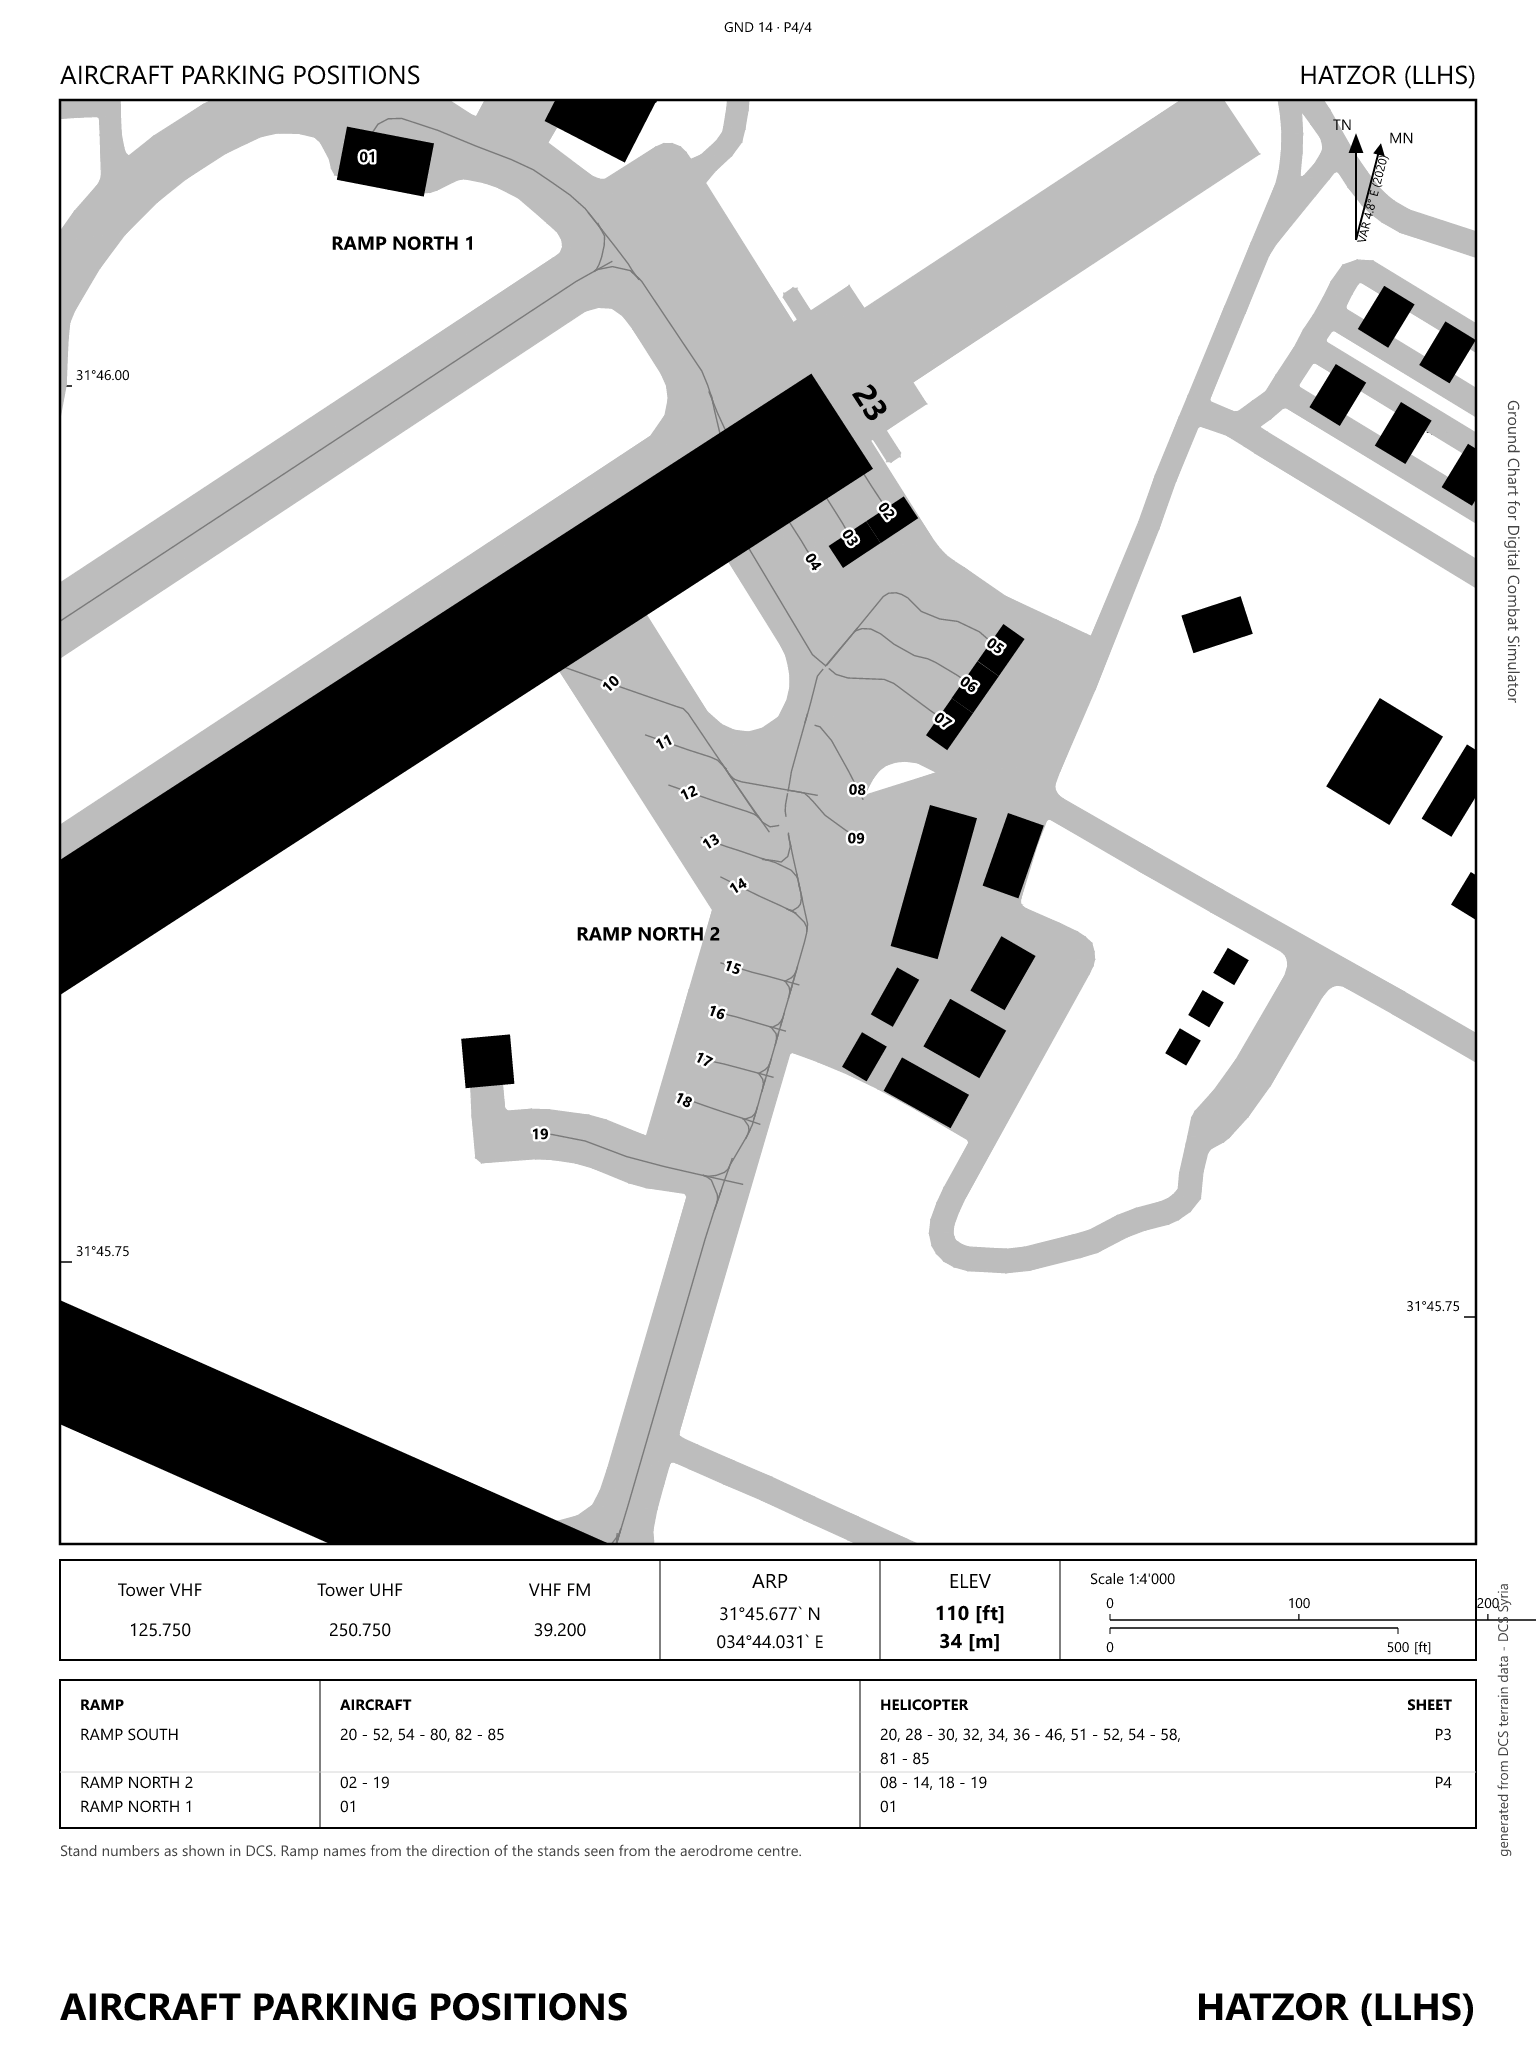 GND 14 · P4/4
AIRCRAFT PARKING POSITIONS
HATZOR (LLHS)
TN
MN
VAR 4.8° E (2020)
01
RAMP NORTH 1
31°46.00
23
02
03
04
05
06
07
08
09
10
11
12
13
14
RAMP NORTH 2
15
16
17
18
19
31°45.75
31°45.75
Ground Chart for Digital Combat Simulator
Tower VHF
125.750
Tower UHF
250.750
VHF FM
39.200
ARP
31°45.677` N
034°44.031` E
ELEV
110 [ft]
34 [m]
Scale 1:4'000
0 100 200
0 500 [ft]
generated from DCS terrain data - DCS Syria
RAMP AIRCRAFT HELICOPTER SHEET
RAMP SOUTH 20 - 52, 54 - 80, 82 - 85 20, 28 - 30, 32, 34, 36 - 46, 51 - 52, 54 - 58, P3
81 - 85
RAMP NORTH 2 02 - 19 08 - 14, 18 - 19 P4
RAMP NORTH 1 01 01
Stand numbers as shown in DCS. Ramp names from the direction of the stands seen from the aerodrome centre.
AIRCRAFT PARKING POSITIONS
HATZOR (LLHS)